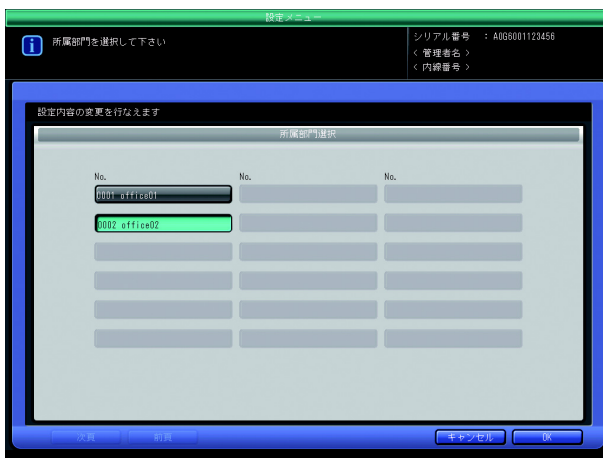 設定メニュー
所属部門を選択して下さい
シリアル番号 : A0G6001123456
< 管理者名 >
< 内線番号 >
設定内容の変更を行なえます
所属部門選択
No. No. No.
0001 office01
0002 office02
次頁 前頁 キャンセル OK